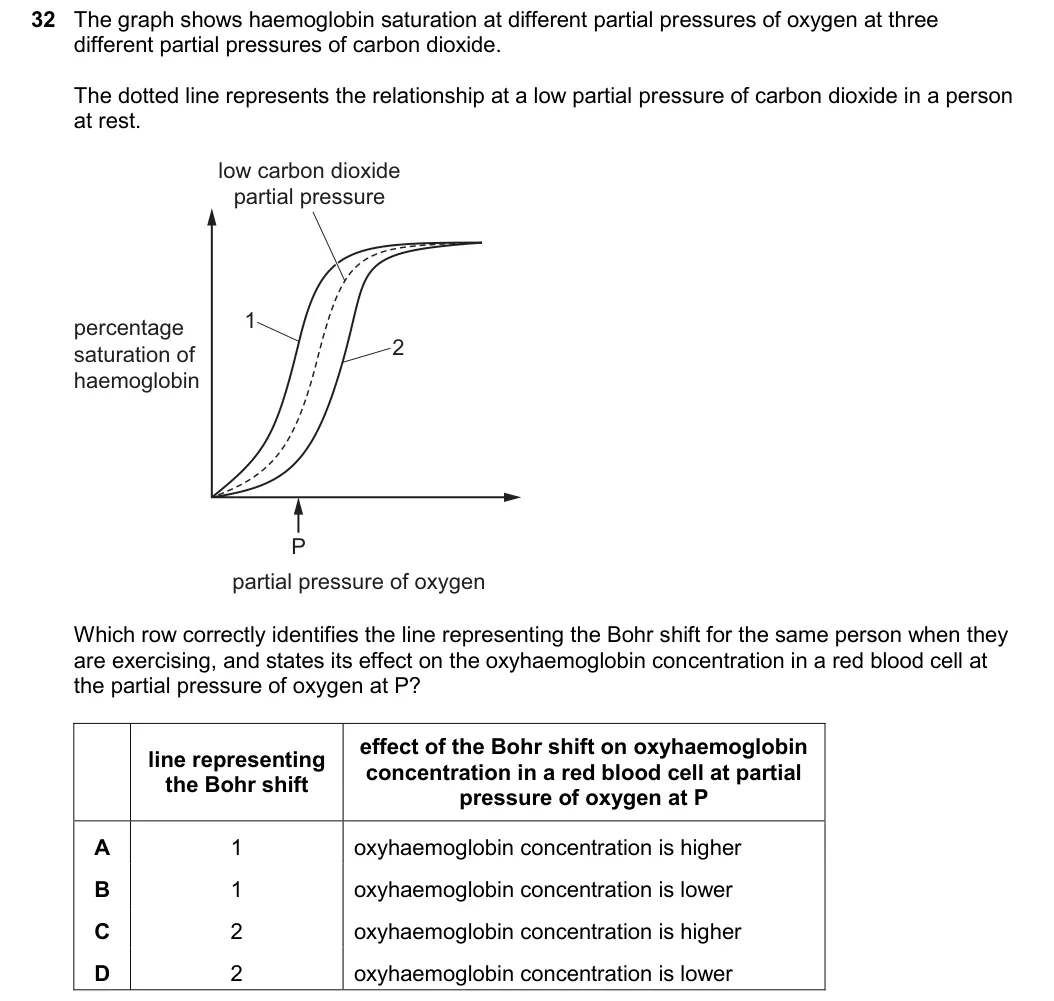 32 The graph shows haemoglobin saturation at different partial pressures of oxygen at three
different partial pressures of carbon dioxide.
The dotted line represents the relationship at a low partial pressure of carbon dioxide in a person
at rest.
low carbon dioxide
partial pressure
1
2
percentage
saturation of
haemoglobin
P
partial pressure of oxygen
Which row correctly identifies the line representing the Bohr shift for the same person when they
are exercising, and states its effect on the oxyhaemoglobin concentration in a red blood cell at
the partial pressure of oxygen at P?
line representing
the Bohr shift
effect of the Bohr shift on oxyhaemoglobin
concentration in a red blood cell at partial
pressure of oxygen at P
A 1 oxyhaemoglobin concentration is higher
B 1 oxyhaemoglobin concentration is lower
C 2 oxyhaemoglobin concentration is higher
D 2 oxyhaemoglobin concentration is lower